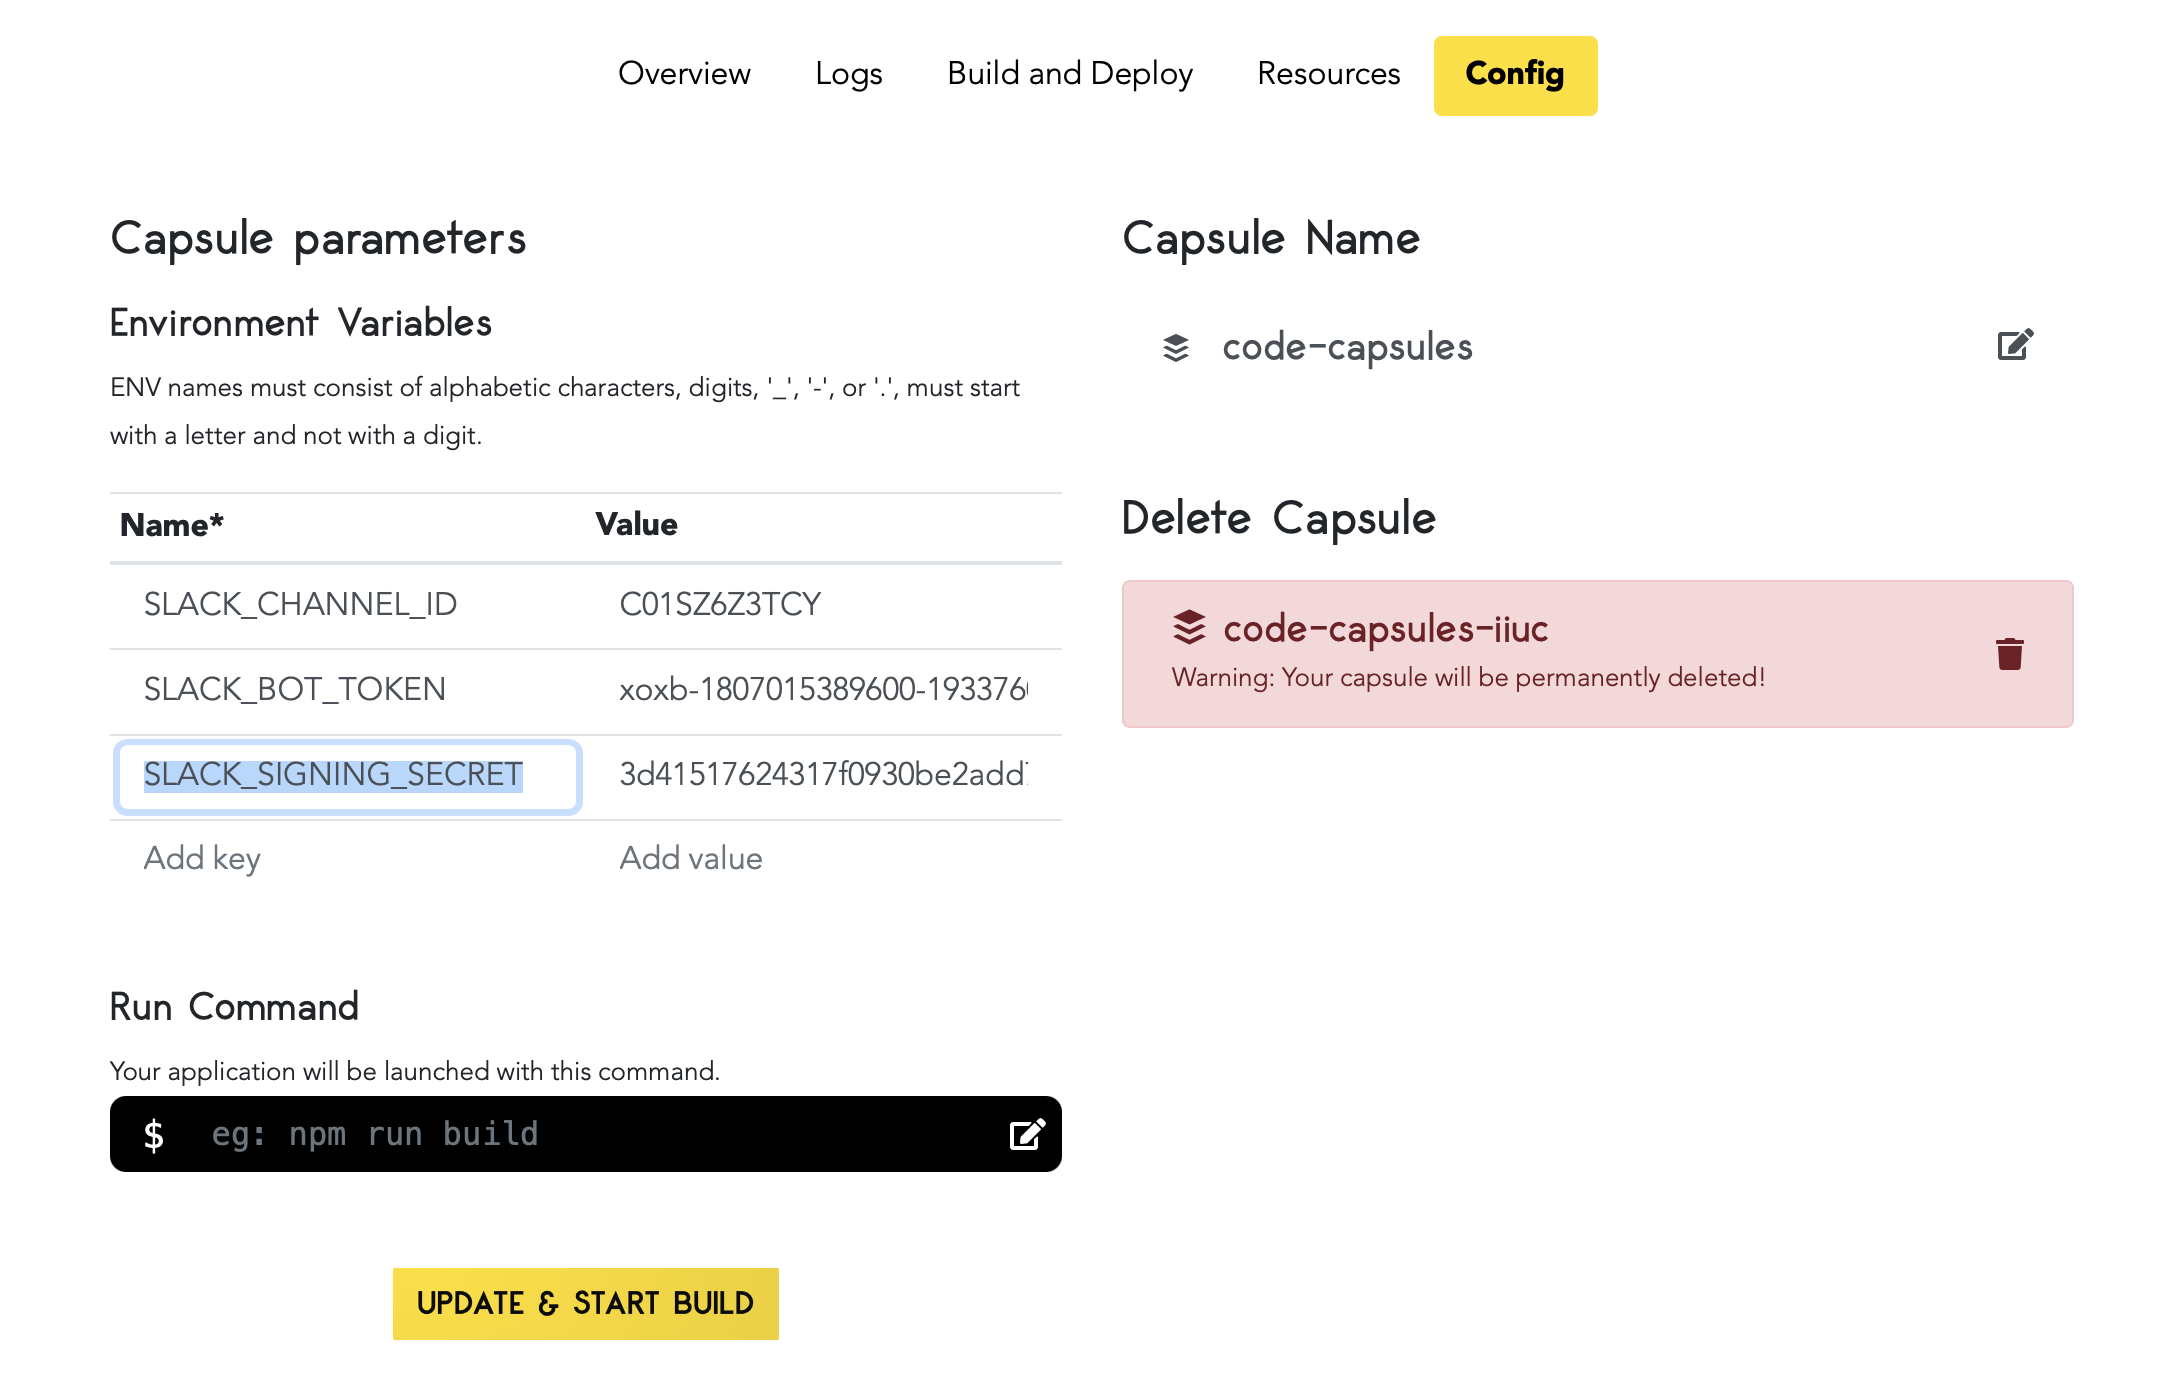 Overview Logs Build and Deploy Resources Config
Capsule parameters
Environment Variables
ENV names must consist of alphabetic characters, digits, '_', '-', or '.', must start
with a letter and not with a digit.
Name* Value
SLACK_CHANNEL_ID C01SZ6Z3TCY
SLACK_BOT_TOKEN xoxb-1807015389600-193376
SLACK_SIGNING_SECRET 3d41517624317f0930be2add
Add key Add value
Run Command
Your application will be launched with this command.
$ eg: npm run build
UPDATE & START BUILD
Capsule Name
code-capsules
Delete Capsule
code-capsules-iiuc
Warning: Your capsule will be permanently deleted!